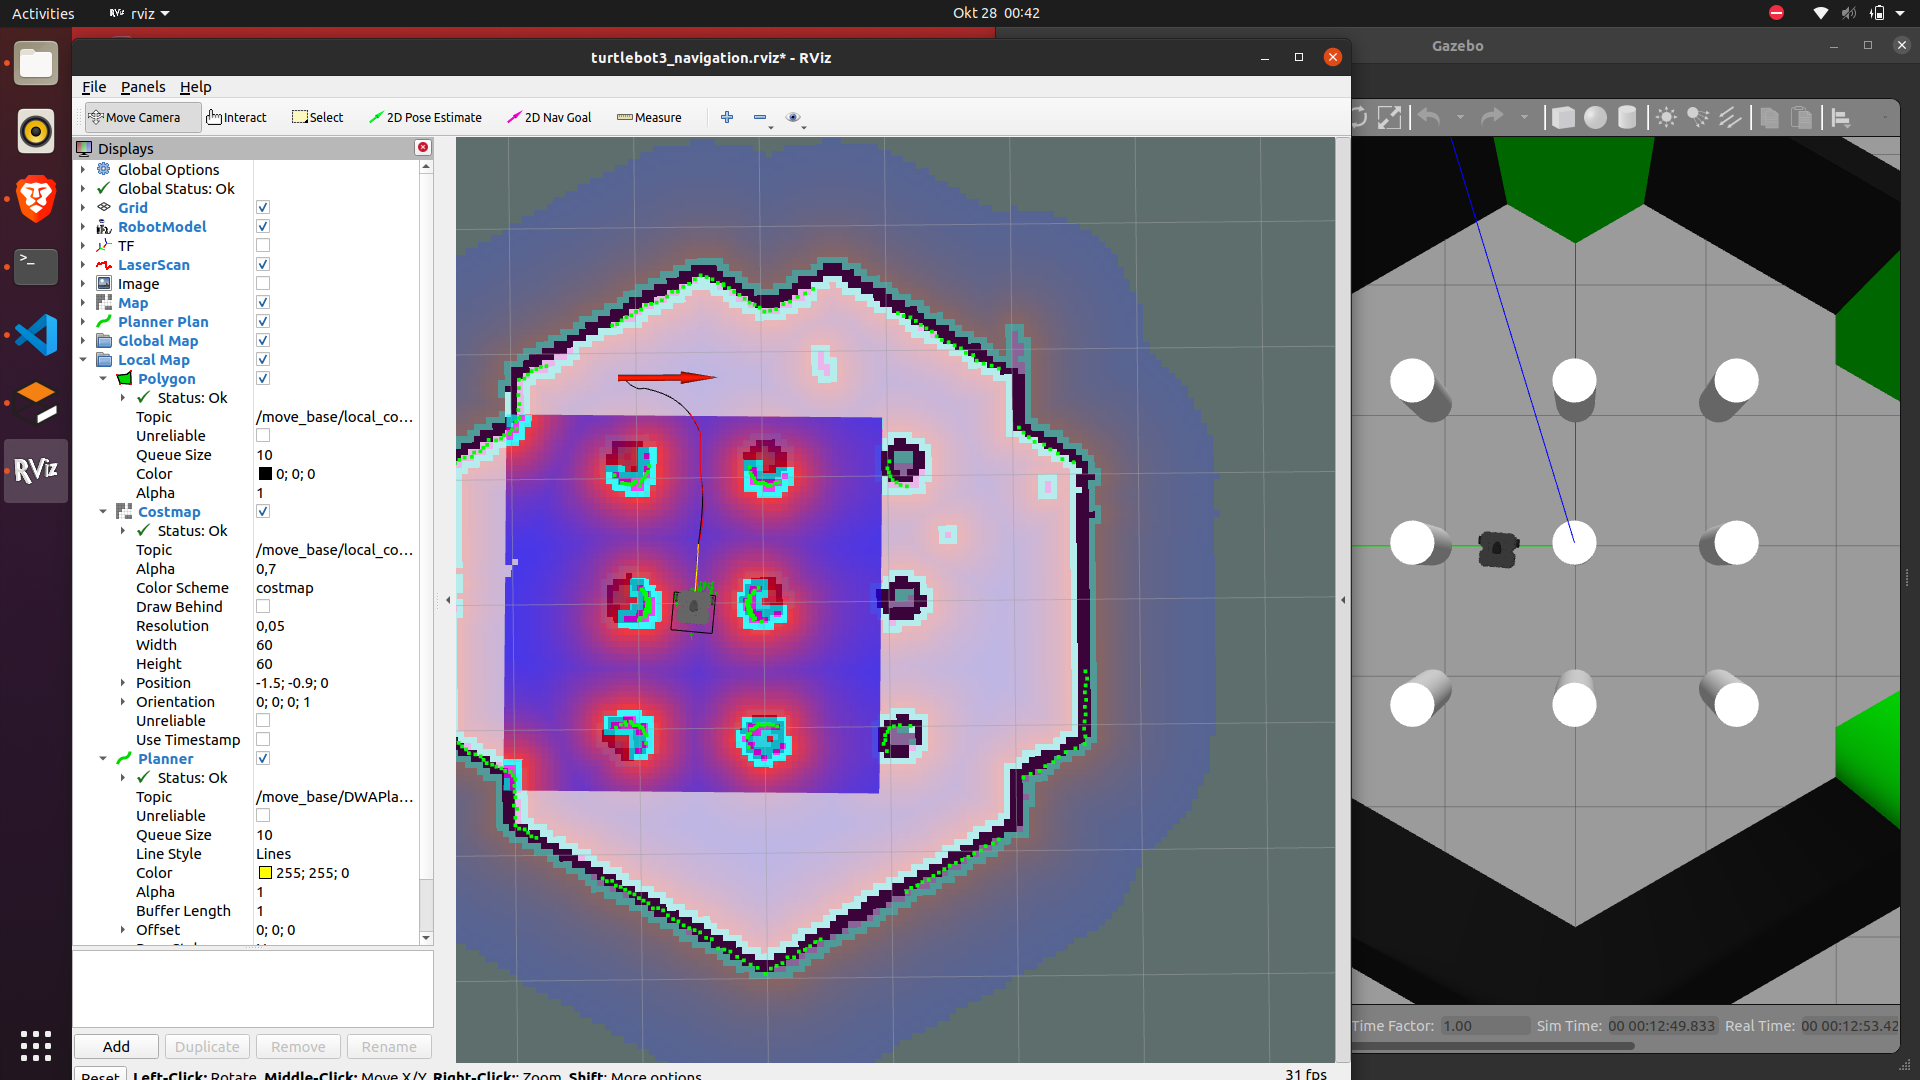 Activities
RViz
rviz
Okt 28 00:42
turtlebot3_navigation.rviz* - RViz
Gazebo
File Panels Help
Move Camera
Interact
Select
2D Pose Estimate
2D Nav Goal
Measure
Displays
Global Options
Global Status: Ok
Grid
RobotModel
TF
LaserScan
Image
Map
Planner Plan
Global Map
Local Map
Polygon
Status: Ok
Topic /move_base/local_co...
Unreliable
Queue Size 10
Color 0; 0; 0
Alpha 1
Costmap
Status: Ok
Topic /move_base/local_co...
Alpha 0,7
Color Scheme costmap
Draw Behind
Resolution 0,05
Width 60
Height 60
Position -1.5; -0.9; 0
Orientation 0; 0; 0; 1
Unreliable
Use Timestamp
Planner
Status: Ok
Topic /move_base/DWAPla...
Unreliable
Queue Size 10
Line Style Lines
Color 255; 255; 0
Alpha 1
Buffer Length 1
Offset 0; 0; 0
Add Duplicate Remove Rename
Reset Left-Click: Rotate. Middle-Click: Move X/Y. Right-Click:: Zoom. Shift: More options.
31 fps
RViz
>_
Time Factor: 1.00 Sim Time: 00 00:12:49.833 Real Time: 00 00:12:53.42